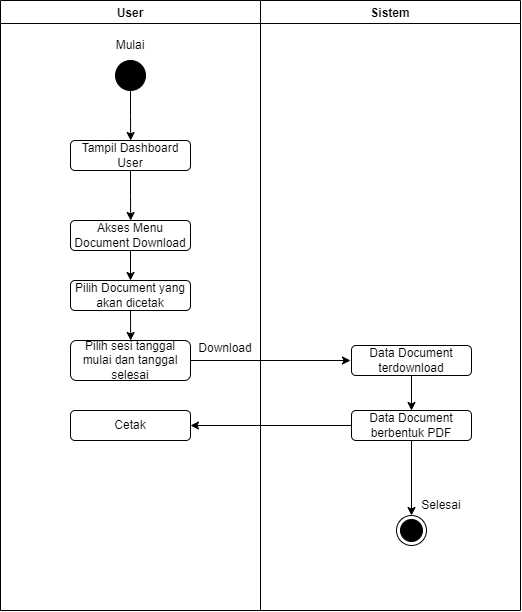 User
Sistem
Mulai
Tampil Dashboard
User
Akses Menu
Document Download
Pilih Document yang
akan dicetak
Pilih sesi tanggal
mulai dan tanggal
selesai
Download
Data Document
terdownload
Cetak
Data Document
berbentuk PDF
Selesai